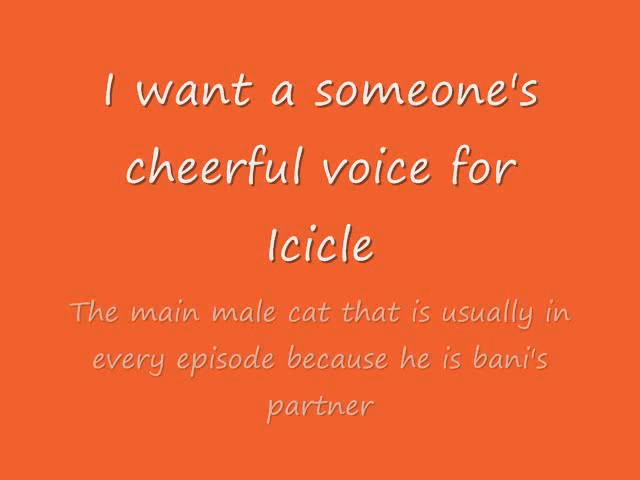 I want a someone's
cheerful voice for
Icicle
The main male cat that is usually in
every episode because he is bani's
partner